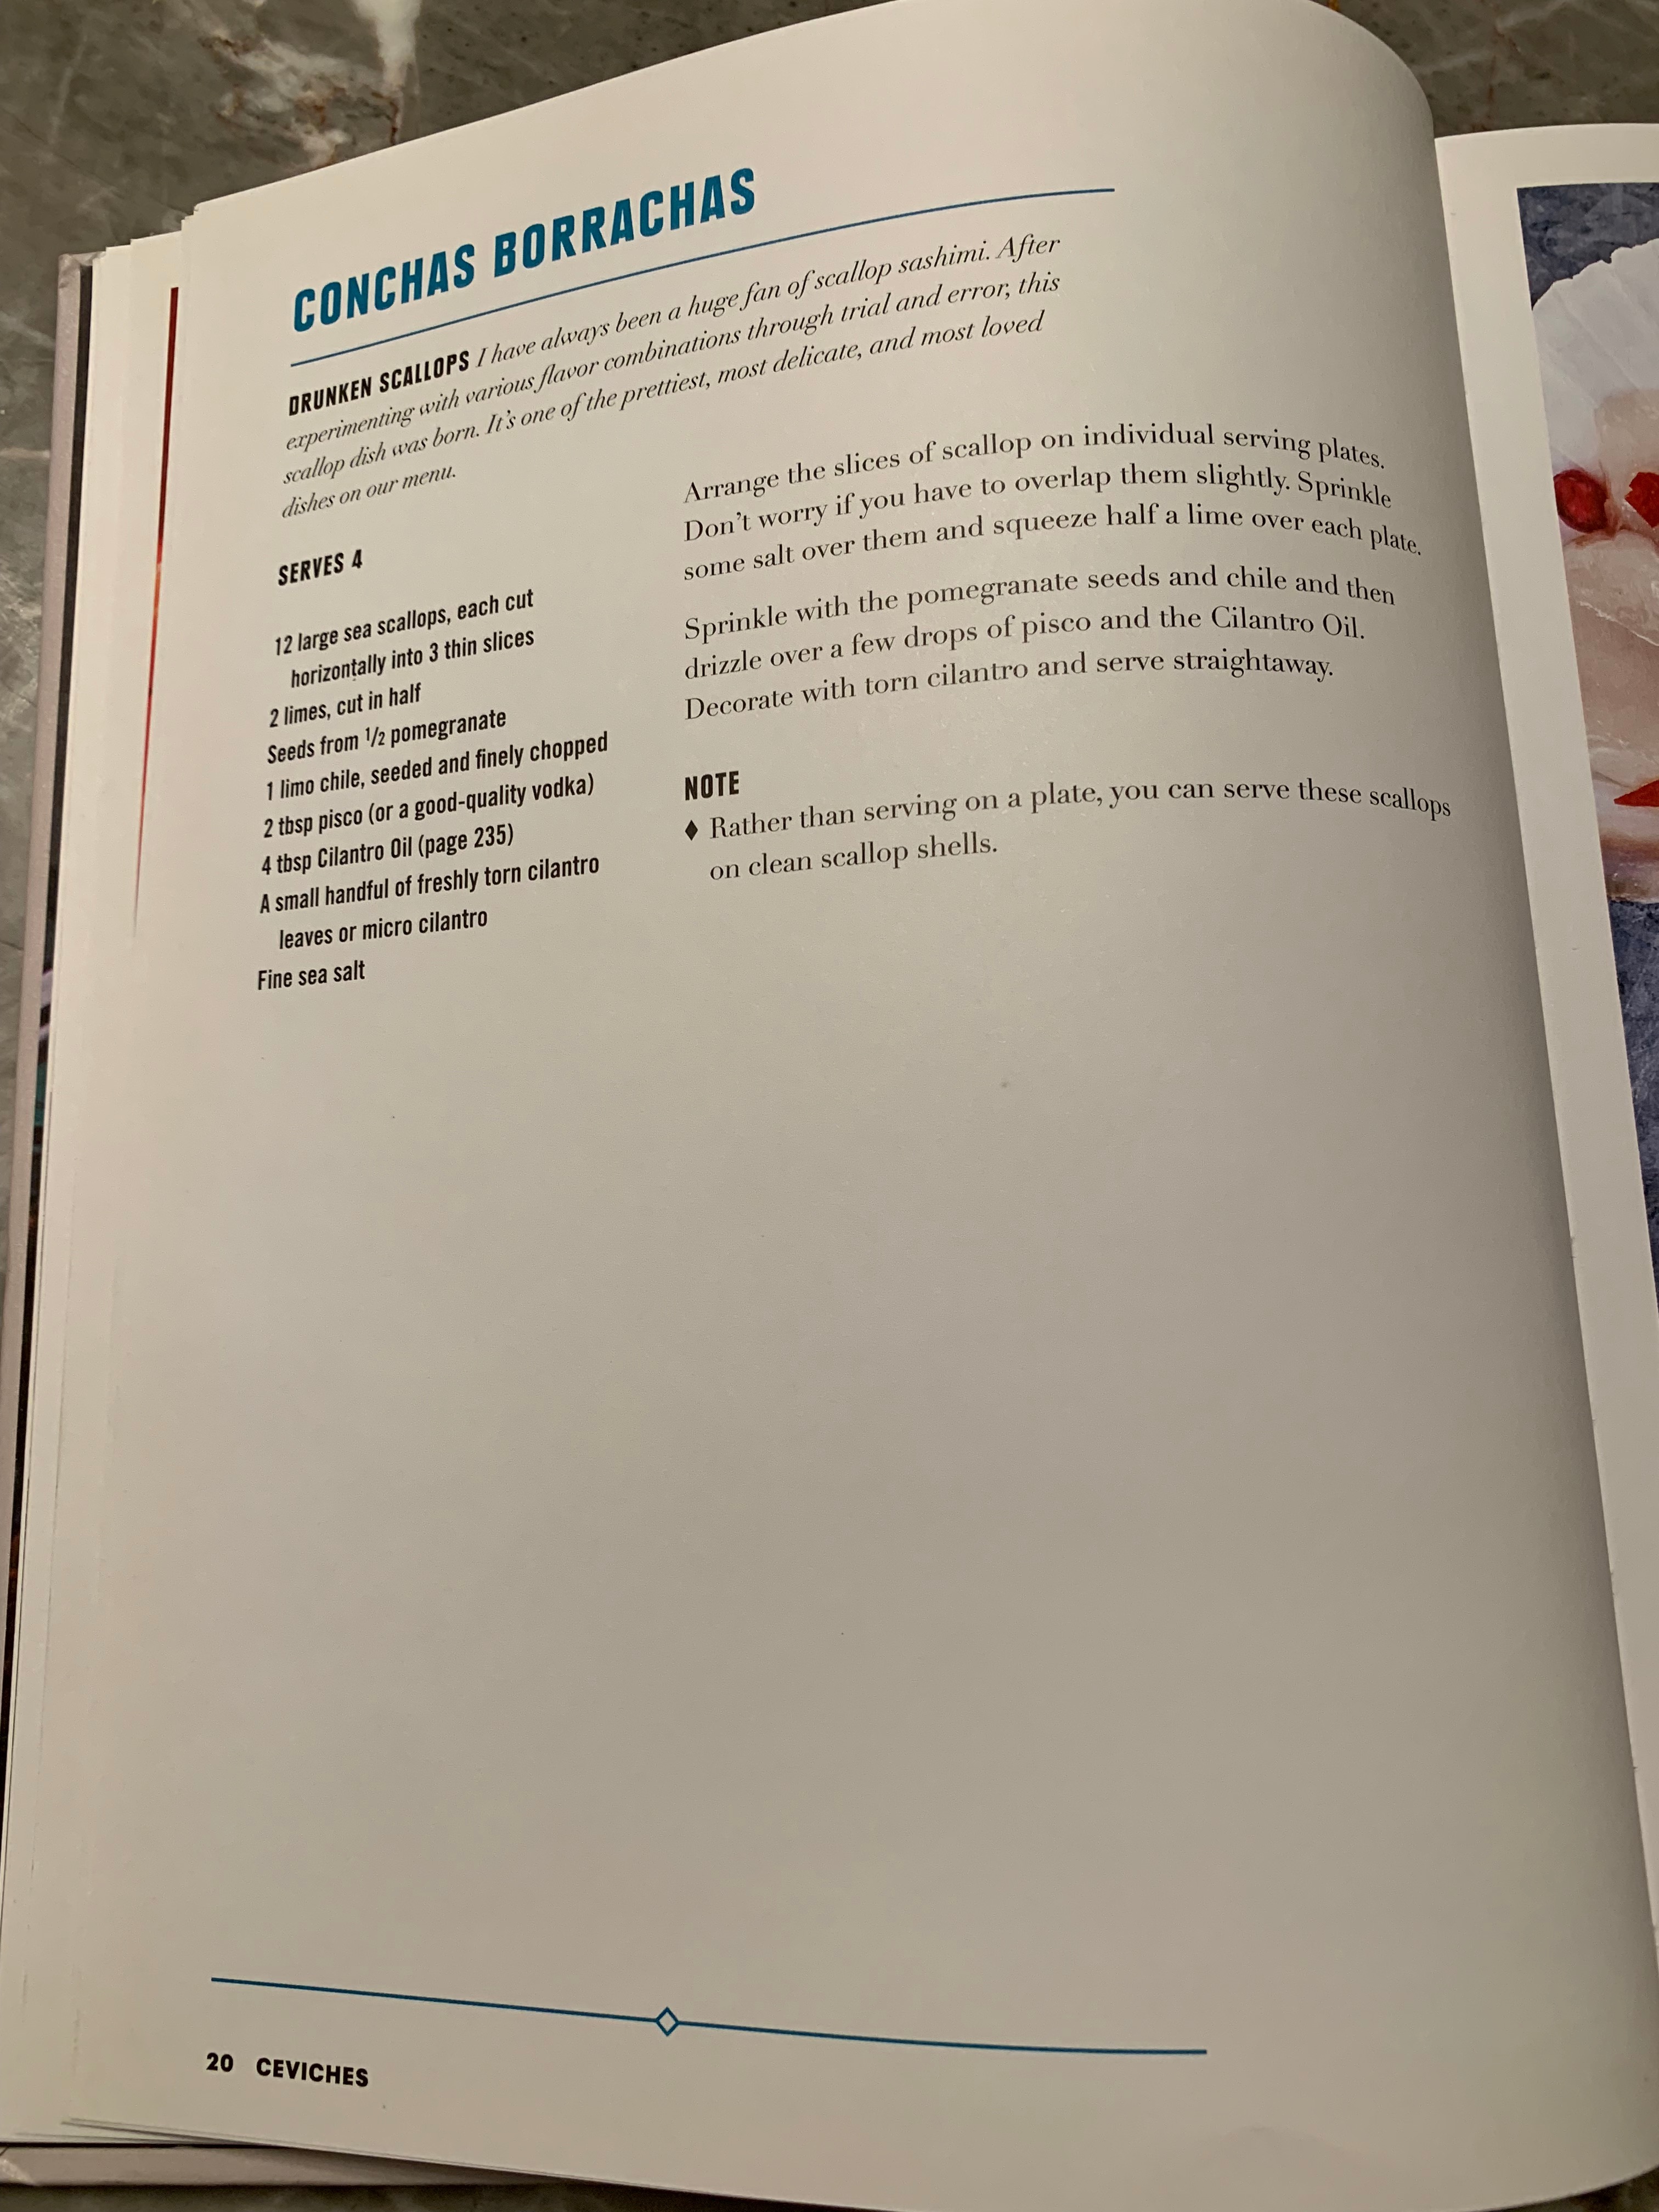 CONCHAS BORRACHAS
DRUNKEN SCALLOPS I have always been a huge fan of scallop sashimi. After
experimenting with various flavor combinations through trial and error, this
scallop dish was born. It's one of the prettiest, most delicate, and most loved
dishes on our menu.
SERVES 4
12 large sea scallops, each cut
horizontally into 3 thin slices
2 limes, cut in half
Seeds from 1/2 pomegranate
1 limo chile, seeded and finely chopped
2 tbsp pisco (or a good-quality vodka)
4 tbsp Cilantro Oil (page 235)
A small handful of freshly torn cilantro
leaves or micro cilantro
Fine sea salt
Arrange the slices of scallop on individual serving plates.
Don't worry if you have to overlap them slightly. Sprinkle
some salt over them and squeeze half a lime over each plate.
Sprinkle with the pomegranate seeds and chile and then
drizzle over a few drops of pisco and the Cilantro Oil.
Decorate with torn cilantro and serve straightaway.
NOTE
♦ Rather than serving on a plate, you can serve these scallops
on clean scallop shells.
20 CEVICHES